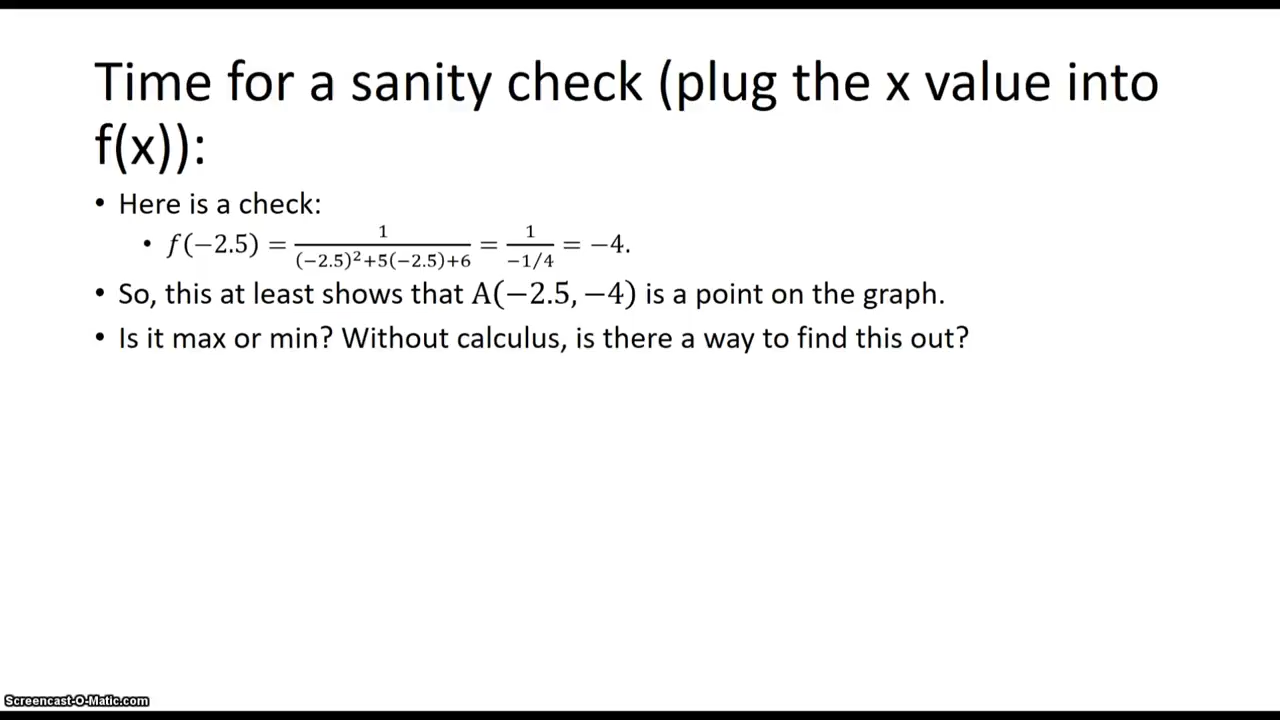 Time for a sanity check (plug the x value into
f(x)):
• Here is a check:
• f(−2.5) = 1/((−2.5)²+5(−2.5)+6) = 1/(−1/4) = −4.
• So, this at least shows that A(−2.5, −4) is a point on the graph.
• Is it max or min? Without calculus, is there a way to find this out?
Screencast-O-Matic.com